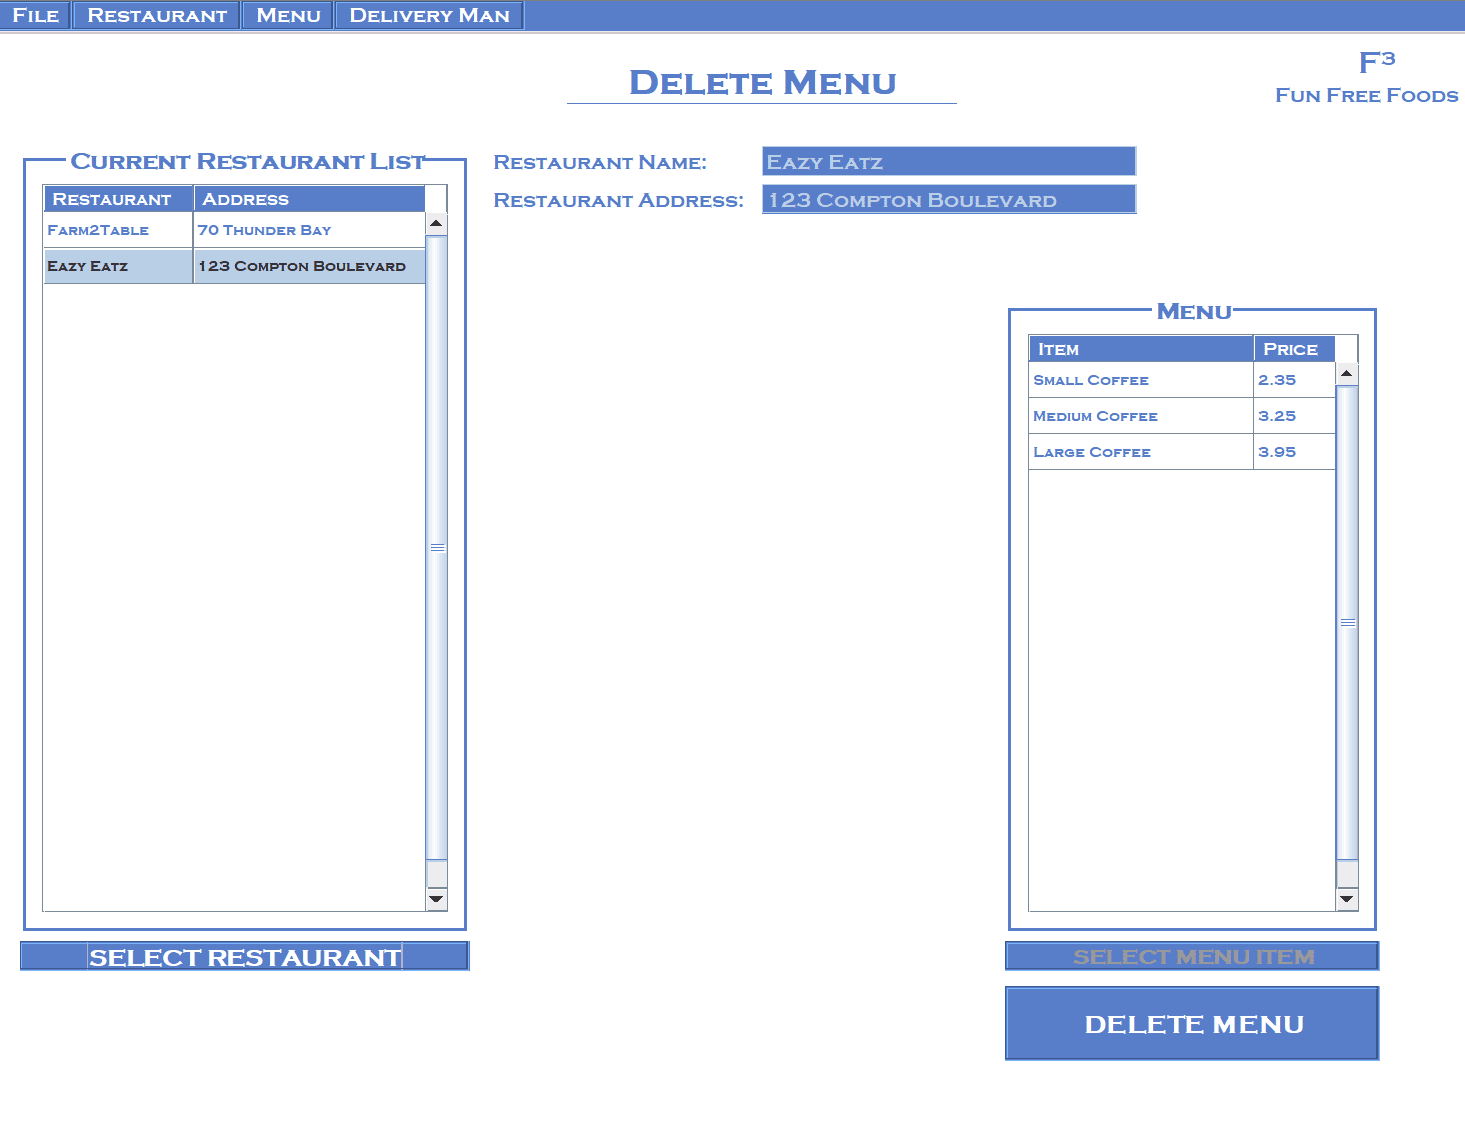 File Restaurant Menu Delivery Man
F³
Fun Free Foods
Delete Menu
Current Restaurant List
Restaurant Address
Farm2Table 70 Thunder Bay
Eazy Eatz 123 Compton Boulevard
SELECT RESTAURANT
Restaurant Name: Eazy Eatz
Restaurant Address: 123 Compton Boulevard
Menu
Item Price
Small Coffee 2.35
Medium Coffee 3.25
Large Coffee 3.95
SELECT MENU ITEM
DELETE MENU